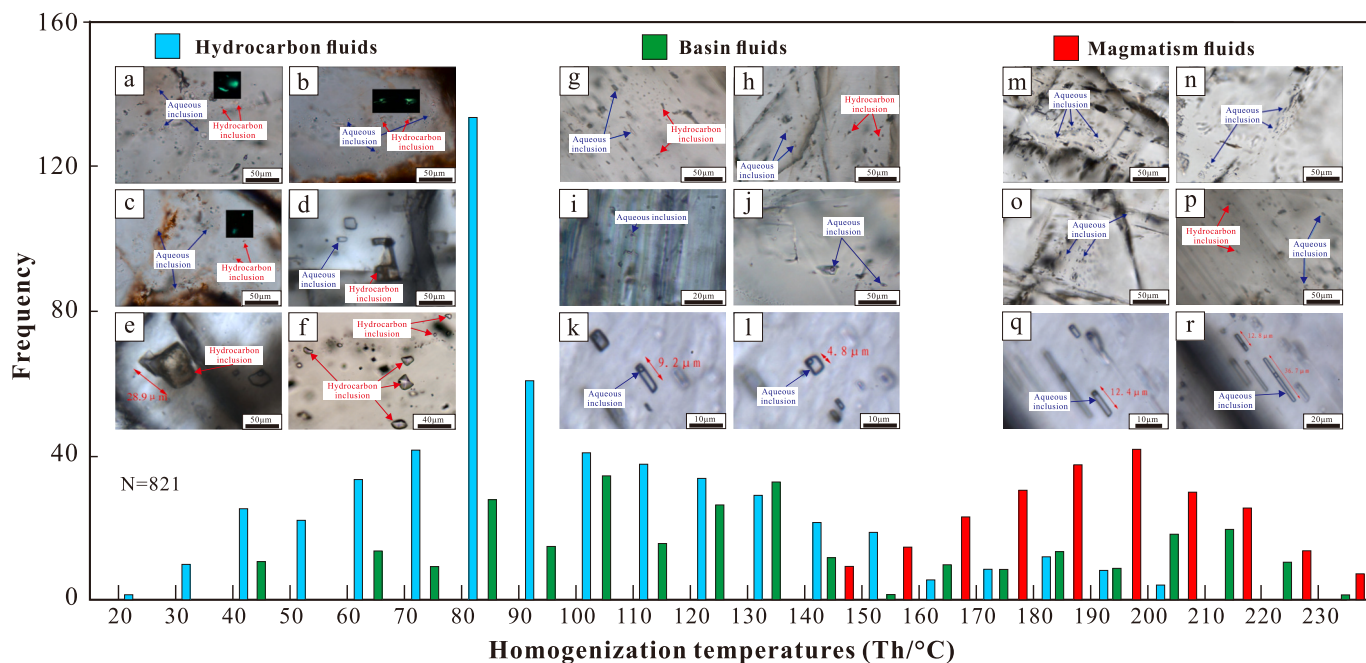 160
120
80
40
0
Frequency
Hydrocarbon fluids
Basin fluids
Magmatism fluids
a
Aqueous
inclusion
Hydrocarbon
inclusion
50μm
b
Aqueous
inclusion
Hydrocarbon
inclusion
50μm
c
Aqueous
inclusion
Hydrocarbon
inclusion
50μm
d
Aqueous
inclusion
Hydrocarbon
inclusion
50μm
e
Hydrocarbon
inclusion
28.9 μm
50μm
f
Hydrocarbon
inclusion
Hydrocarbon
inclusion
40μm
g
Aqueous
inclusion
Hydrocarbon
inclusion
50μm
h
Hydrocarbon
inclusion
Aqueous
inclusion
50μm
i
Aqueous inclusion
20μm
j
Aqueous
inclusion
50μm
k
9.2 μm
Aqueous
inclusion
10μm
l
4.8 μm
Aqueous
inclusion
10μm
m
Aqueous
inclusion
50μm
n
Aqueous
inclusion
50μm
o
Aqueous
inclusion
50μm
p
Hydrocarbon
inclusion
Aqueous
inclusion
50μm
q
12.4 μm
Aqueous
inclusion
10μm
r
Aqueous
inclusion
20μm
N=821
20 30 40 50 60 70 80 90 100 110 120 130 140 150 160 170 180 190 200 210 220 230
Homogenization temperatures (Th/°C)